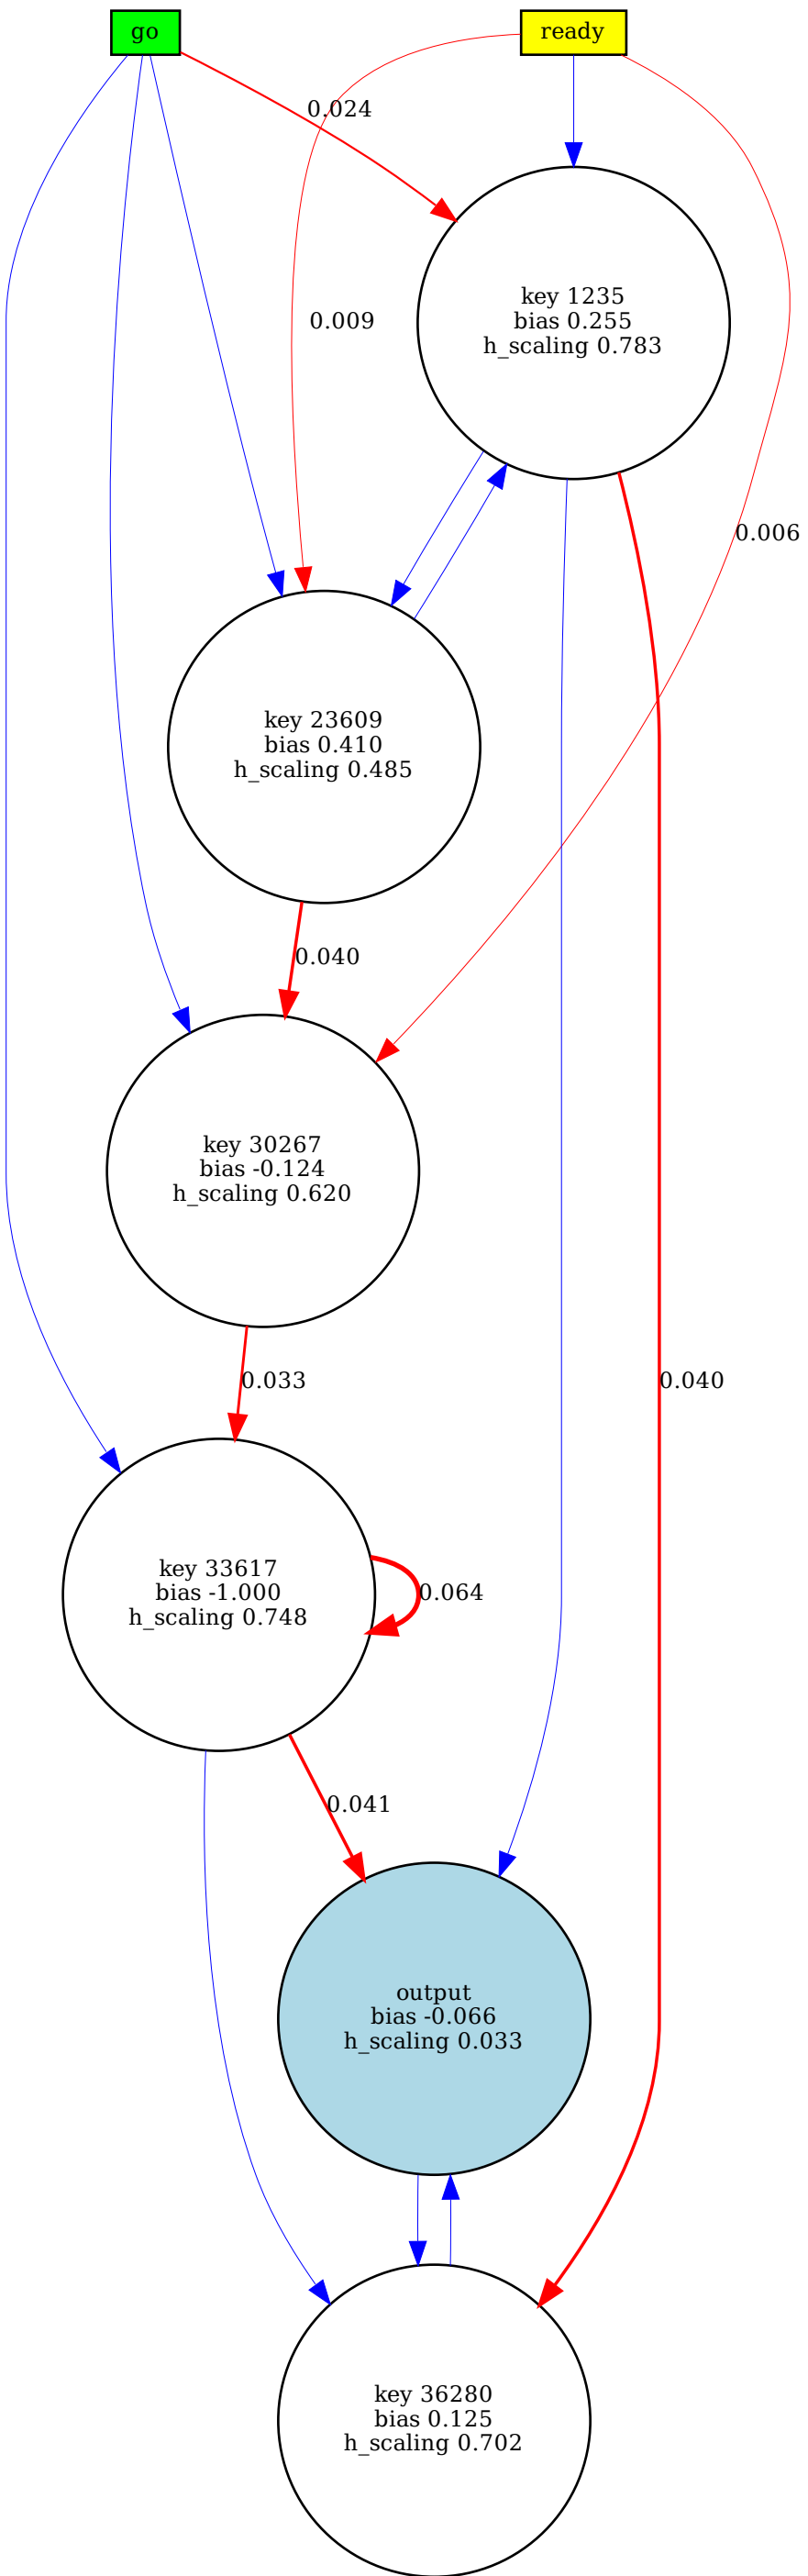 go
ready
0.024
key 1235
bias 0.255
h_scaling 0.783
0.009
0.006
key 23609
bias 0.410
h_scaling 0.485
0.040
key 30267
bias -0.124
h_scaling 0.620
0.033
0.040
key 33617
bias -1.000
h_scaling 0.748
0.064
0.041
output
bias -0.066
h_scaling 0.033
key 36280
bias 0.125
h_scaling 0.702